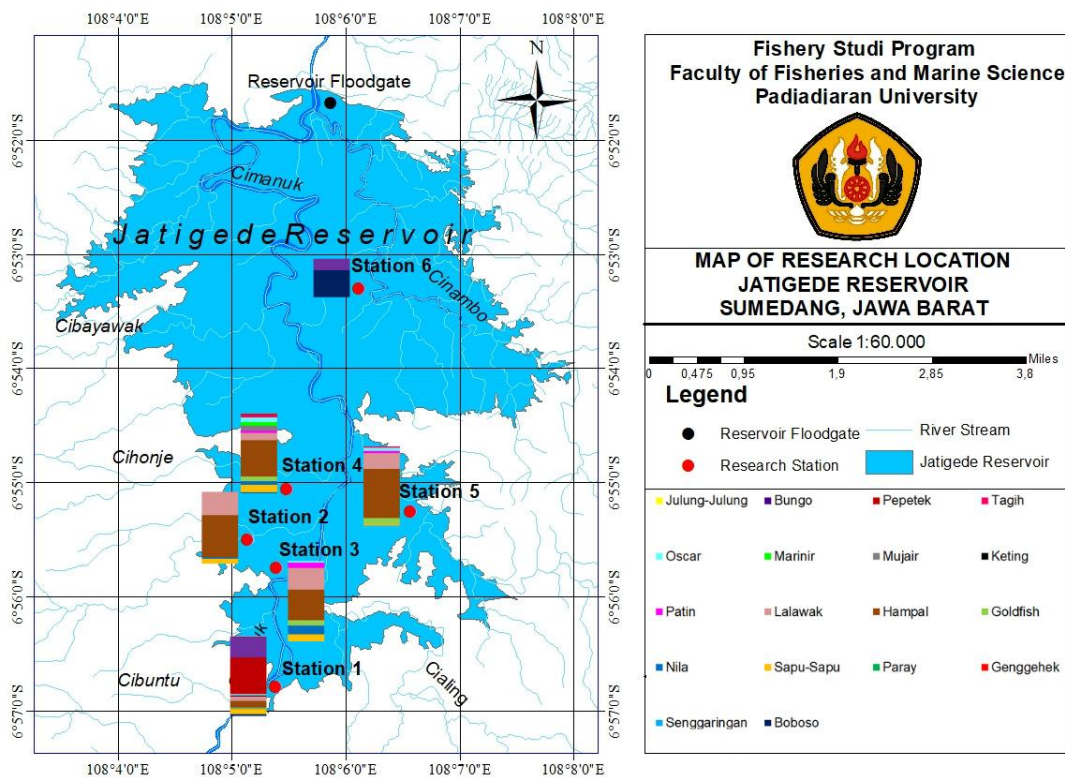 108°4'0"E 108°5'0"E 108°6'0"E 108°7'0"E 108°8'0"E
N
Reservoir Floodgate
6°52'0"S 6°52'0"S
Cimanuk
Jatigede Reservoir
6°53'0"S 6°53'0"S
Station 6
Cinambo
Cibayawak
6°54'0"S 6°54'0"S
Cihonje
Station 4
6°55'0"S 6°55'0"S
Station 5
Station 2
Station 3
6°56'0"S 6°56'0"S
Station 1
Cibuntu
Cialing
6°57'0"S 6°57'0"S
108°4'0"E 108°5'0"E 108°6'0"E 108°7'0"E 108°8'0"E
Fishery Studi Program
Faculty of Fisheries and Marine Science
Padjadjaran University
MAP OF RESEARCH LOCATION
JATIGEDE RESERVOIR
SUMEDANG, JAWA BARAT
Scale 1:60.000
Miles
0 0,475 0,95 1,9 2,85 3,8
Legend
Reservoir Floodgate River Stream
Research Station Jatigede Reservoir
Julung-Julung Bungo Pepetek Tagih
Oscar Marinir Mujair Keting
Patin Lalawak Hampal Goldfish
Nila Sapu-Sapu Paray Genggehek
Senggaringan Boboso